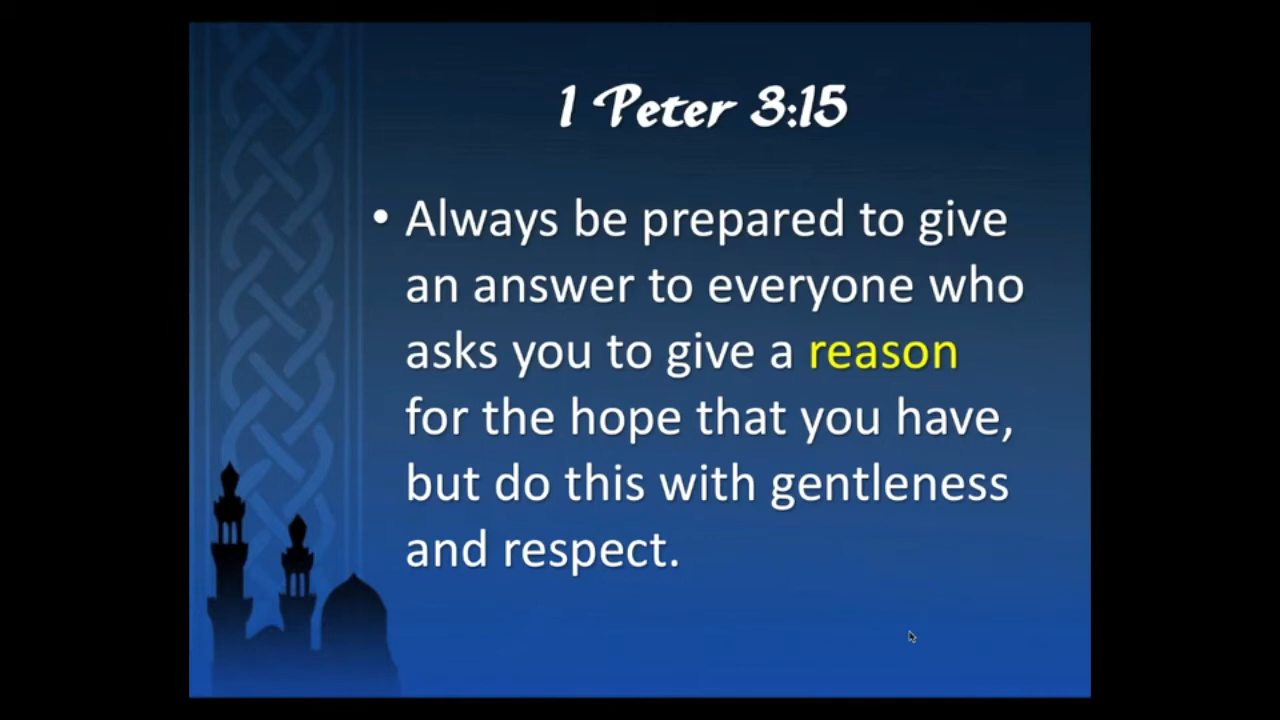 1 Peter 3:15
• Always be prepared to give
an answer to everyone who
asks you to give a reason
for the hope that you have,
but do this with gentleness
and respect.